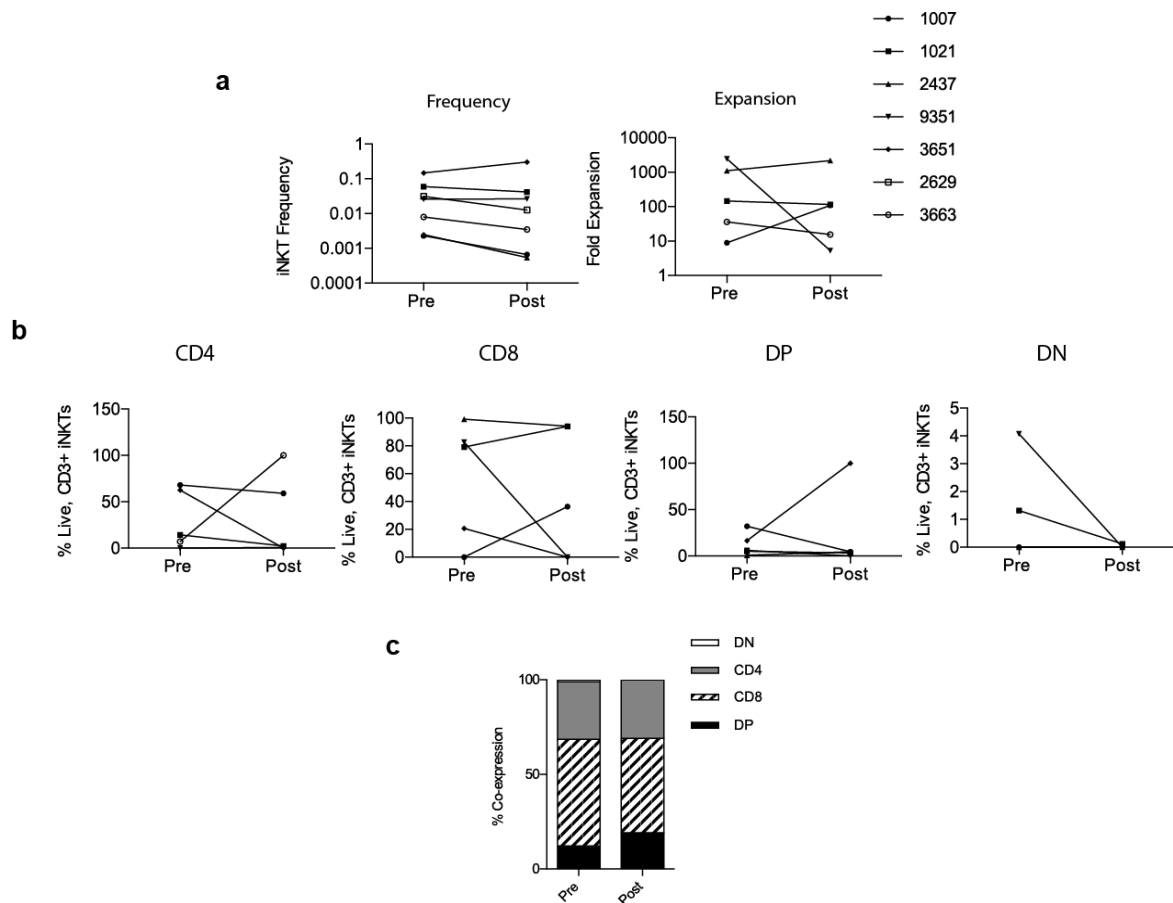 1007
1021
2437
9351
3651
2629
3663
a
Frequency
iNKT Frequency
1
0.1
0.01
0.001
0.0001
Pre Post
Expansion
Fold Expansion
10000
1000
100
10
1
Pre Post
b
CD4
% Live, CD3+ iNKTs
150
100
50
0
Pre Post
CD8
% Live, CD3+ iNKTs
100
80
60
40
20
0
Pre Post
DP
% Live, CD3+ iNKTs
150
100
50
0
Pre Post
DN
% Live, CD3+ iNKTs
5
4
3
2
1
0
Pre Post
c
% Co-expression
100
50
0
Pre Post
DN
CD4
CD8
DP